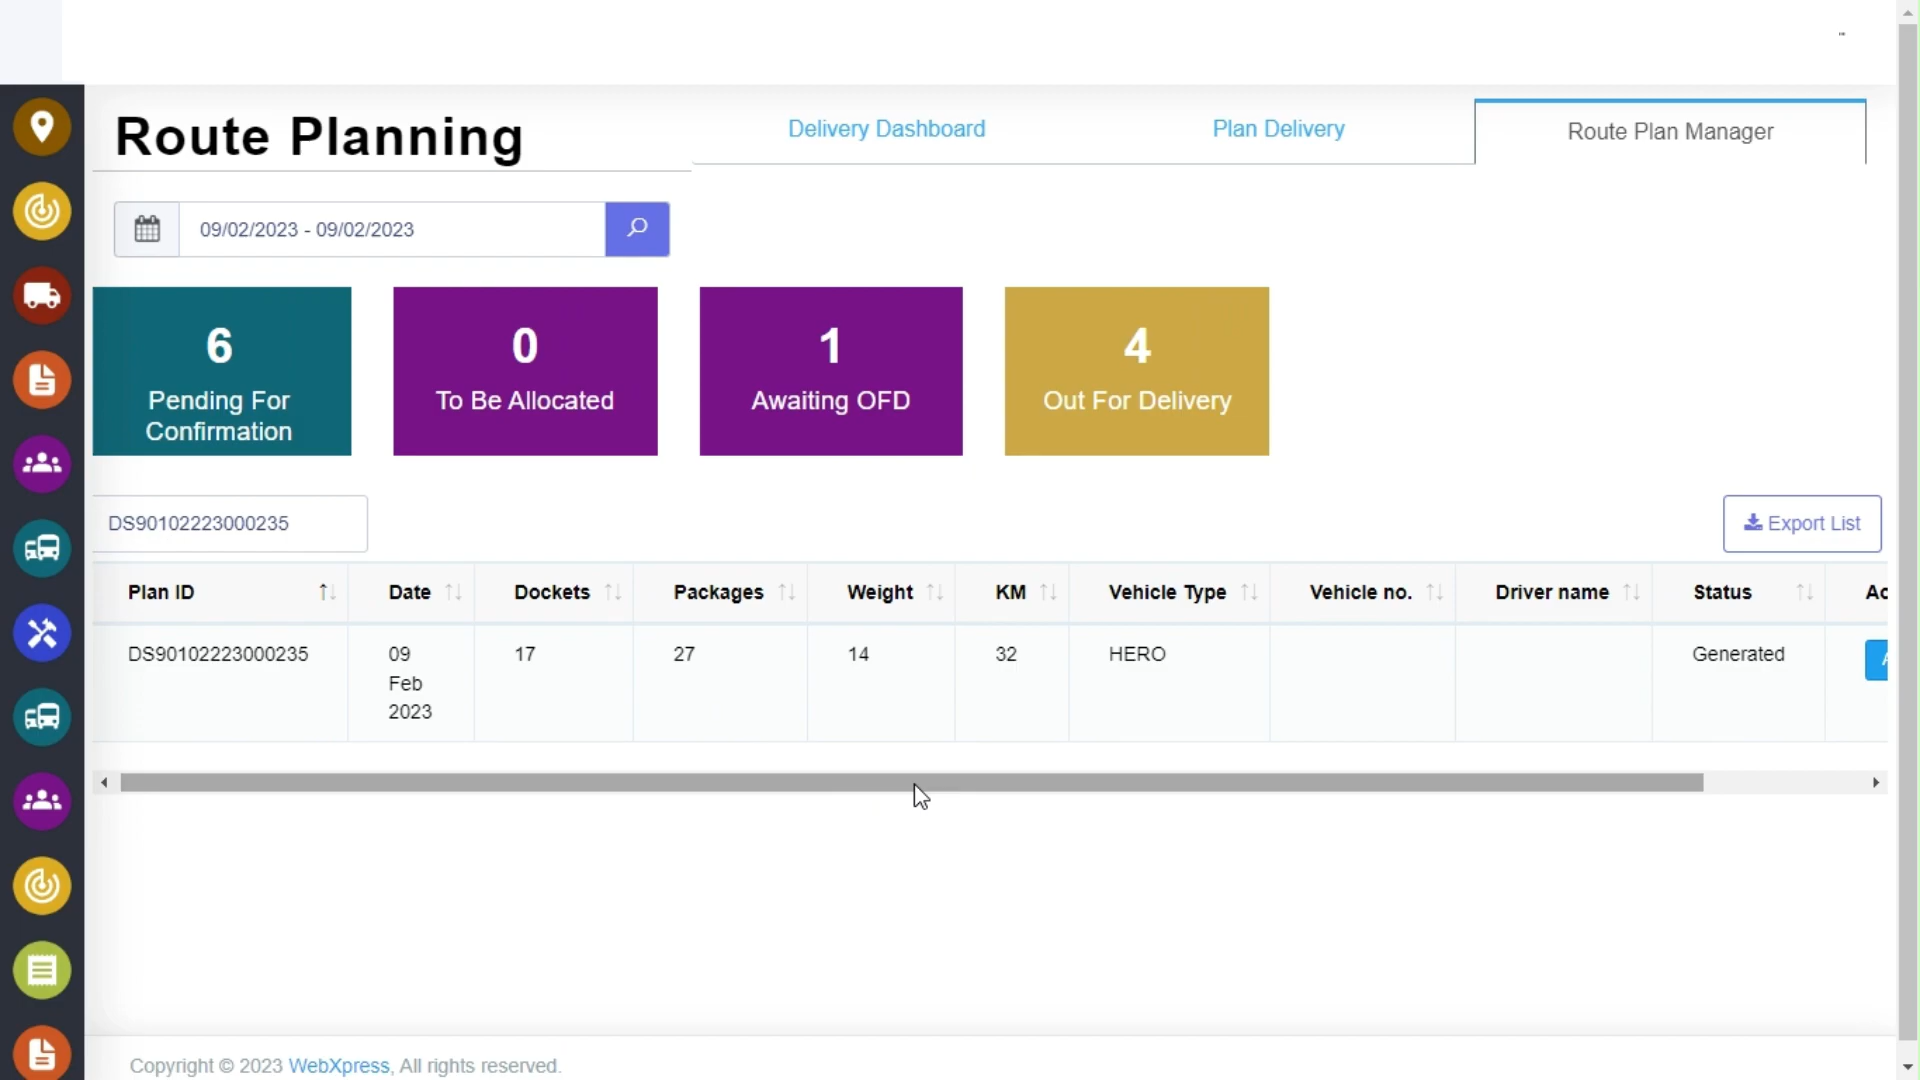 Route Planning
Delivery Dashboard
Plan Delivery
Route Plan Manager
09/02/2023 - 09/02/2023
6
Pending For
Confirmation
0
To Be Allocated
1
Awaiting OFD
4
Out For Delivery
DS90102223000235
Export List
Plan ID Date Dockets Packages Weight KM Vehicle Type Vehicle no. Driver name Status Ac
DS90102223000235 09 17 27 14 32 HERO Generated A
Feb
2023
Copyright © 2023 WebXpress, All rights reserved.